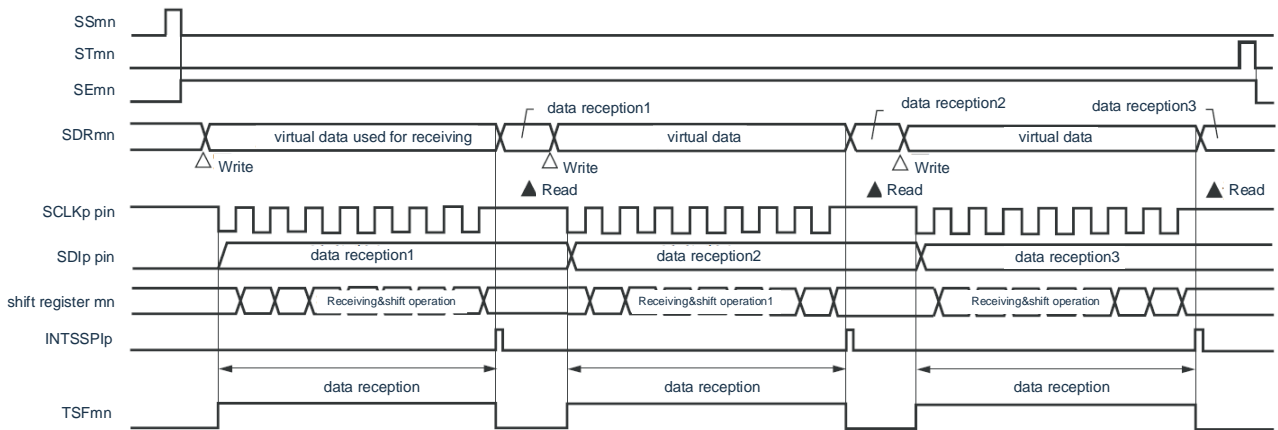 SSmn
STmn
SEmn
data reception1
data reception2
data reception3
SDRmn
virtual data used for receiving
virtual data
virtual data
Write
Write
Write
Read
Read
Read
SCLKp pin
SDIp pin
data reception1
data reception2
data reception3
shift register mn
Receiving&shift operation
Receiving&shift operation1
Receiving&shift operation
INTSSPIp
data reception
data reception
data reception
TSFmn